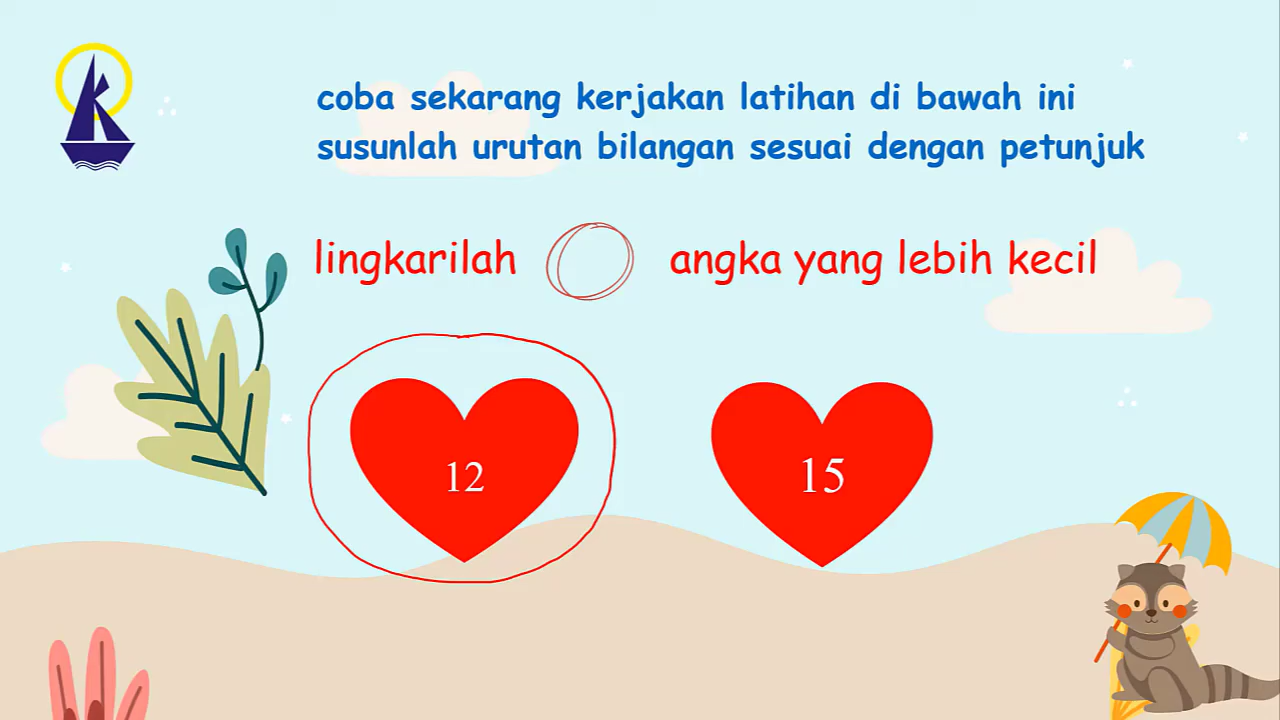 coba sekarang kerjakan latihan di bawah ini
susunlah urutan bilangan sesuai dengan petunjuk
lingkarilah angka yang lebih kecil
12 15